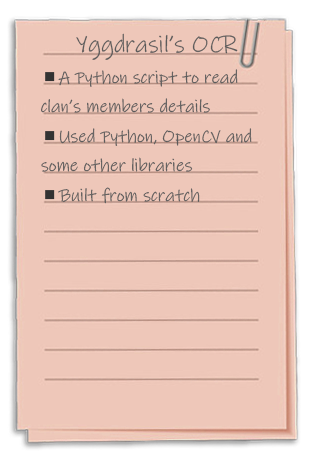 Yggdrasil's OCR
■ A Python script to read
clan's members details
■ Used Python, OpenCV and
some other libraries
■ Built from scratch